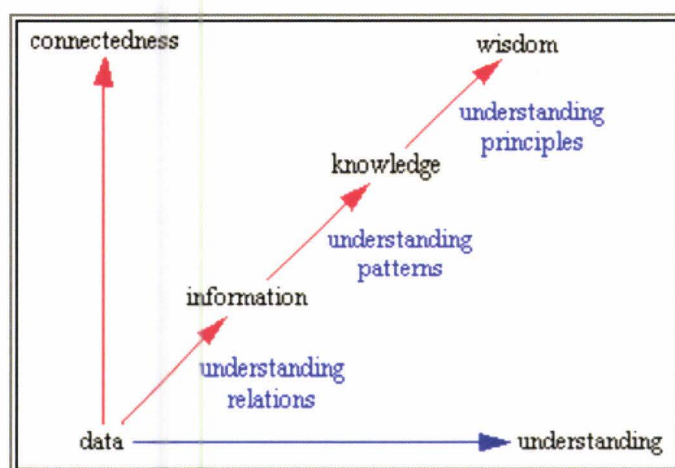 connectedness
wisdom
understanding
principles
knowledge
understanding
patterns
information
understanding
relations
data
understanding